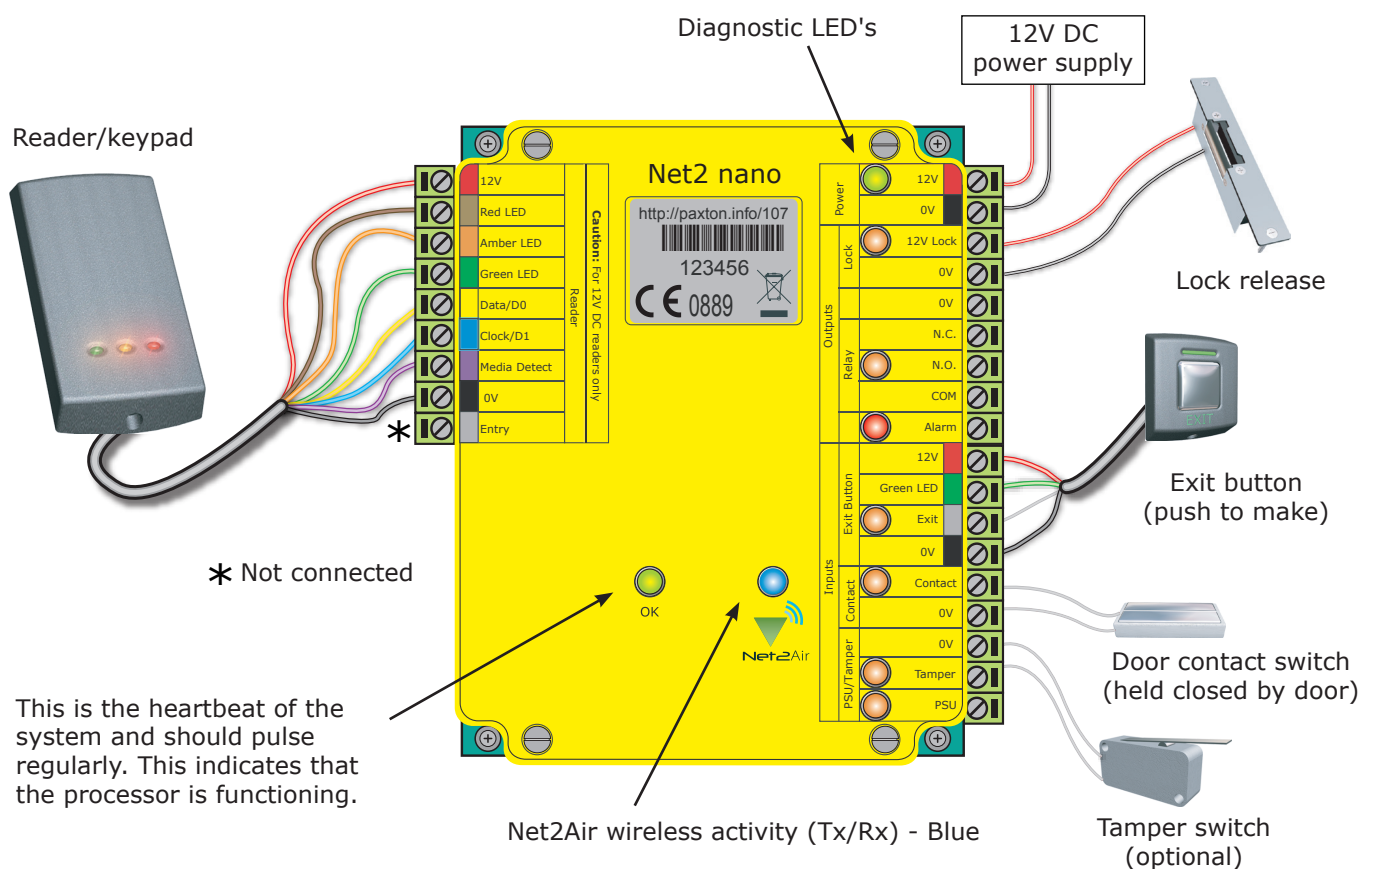 Diagnostic LED's
12V DC
power supply
Reader/keypad
Net2 nano
http://paxton.info/107
123456
CE 0889
12V
Red LED
Amber LED
Green LED
Data/D0
Clock/D1
Media Detect
0V
Entry
Reader
Caution: For 12V DC readers only
Power
12V
0V
Outputs
Lock
12V Lock
0V
0V
Relay
N.C.
N.O.
COM
Alarm
Inputs
Exit Button
12V
Green LED
Exit
0V
Contact
Contact
0V
PSU/Tamper
0V
Tamper
PSU
Lock release
EXIT
Exit button
(push to make)
Door contact switch
(held closed by door)
Tamper switch
(optional)
* Not connected
*
OK
Net2Air
This is the heartbeat of the
system and should pulse
regularly. This indicates that
the processor is functioning.
Net2Air wireless activity (Tx/Rx) - Blue